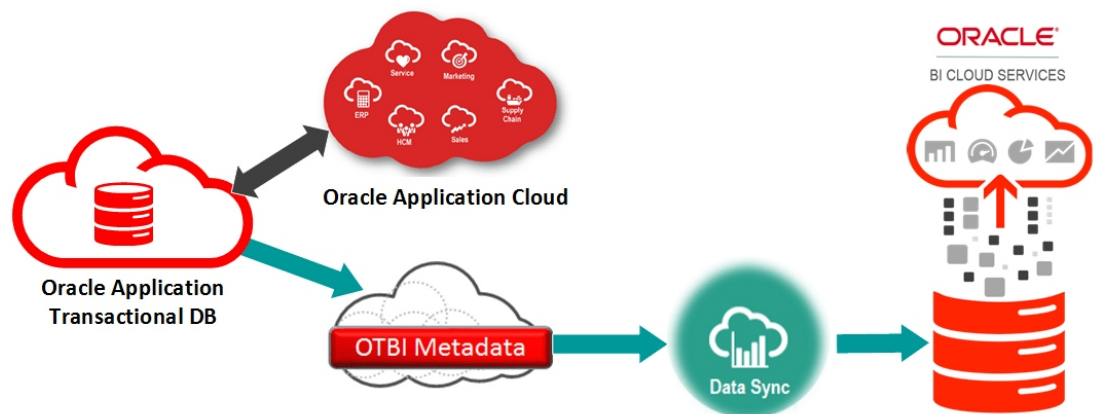 ORACLE®
BI CLOUD SERVICES
Service
Marketing
ERP
Supply
Chain
HCM
Sales
Oracle Application Cloud
Oracle Application
Transactional DB
OTBI Metadata
Data Sync